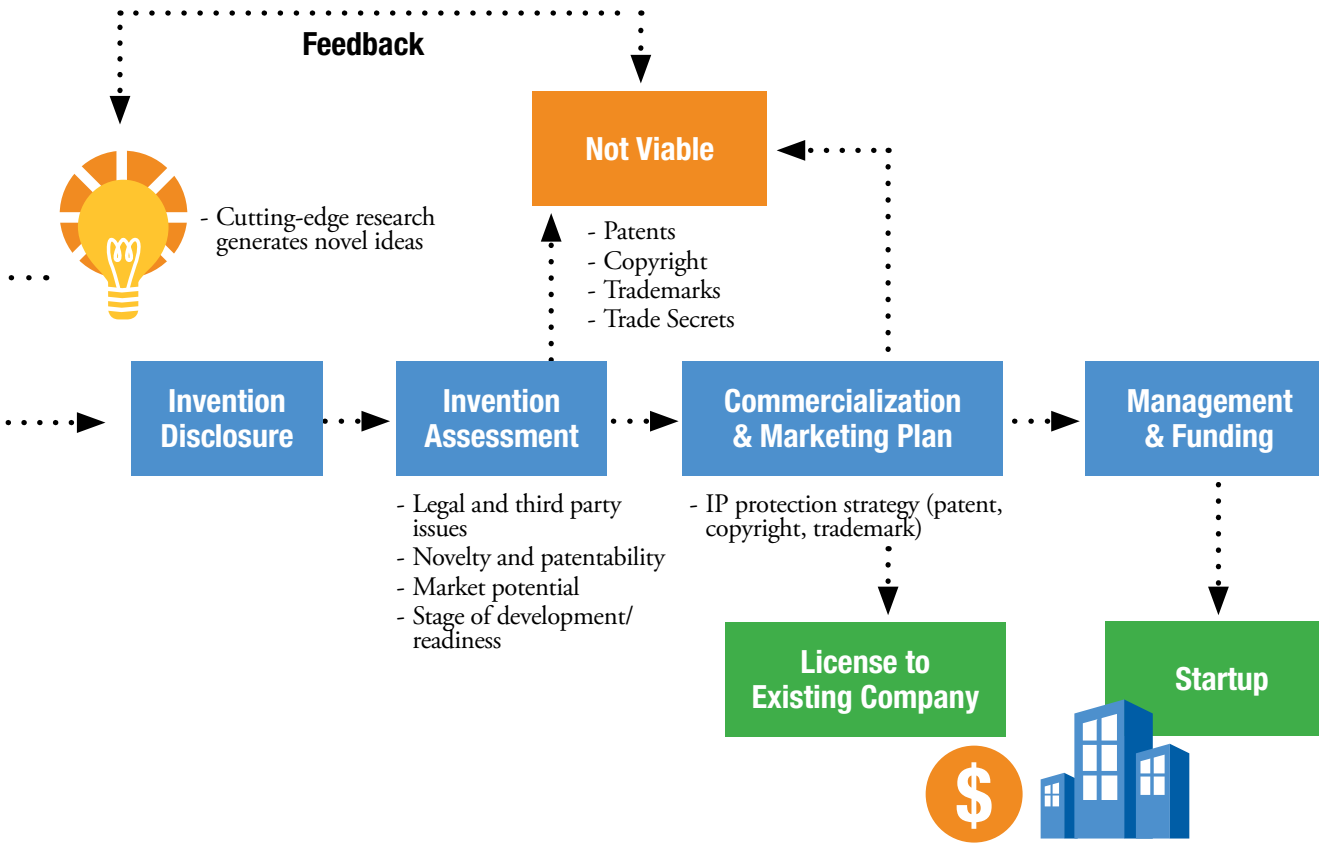 Feedback
Not Viable
- Cutting-edge research
generates novel ideas
- Patents
- Copyright
- Trademarks
- Trade Secrets
Invention
Disclosure
Invention
Assessment
Commercialization
& Marketing Plan
Management
& Funding
- Legal and third party
issues
- Novelty and patentability
- Market potential
- Stage of development/
readiness
- IP protection strategy (patent,
copyright, trademark)
License to
Existing Company
Startup
$